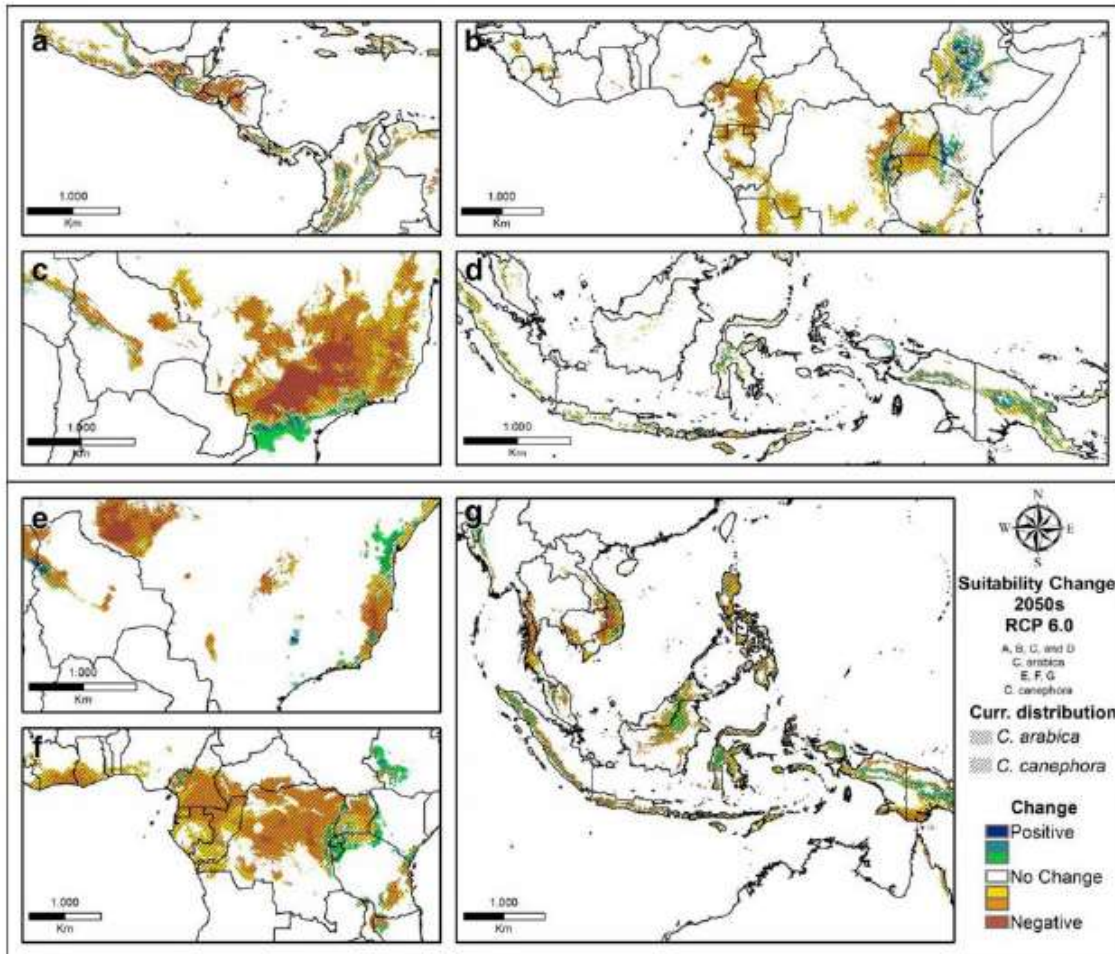 a
1.000
Km
b
1.000
Km
c
1.000
Km
d
1.000
Km
e
1.000
Km
f
1.000
Km
g
1.000
Km
N
W E
S
Suitability Change
2050s
RCP 6.0
A, B, C, and D
C. arabica
E, F, G
C. canephora
Curr. distribution
C. arabica
C. canephora
Change
Positive
No Change
Negative